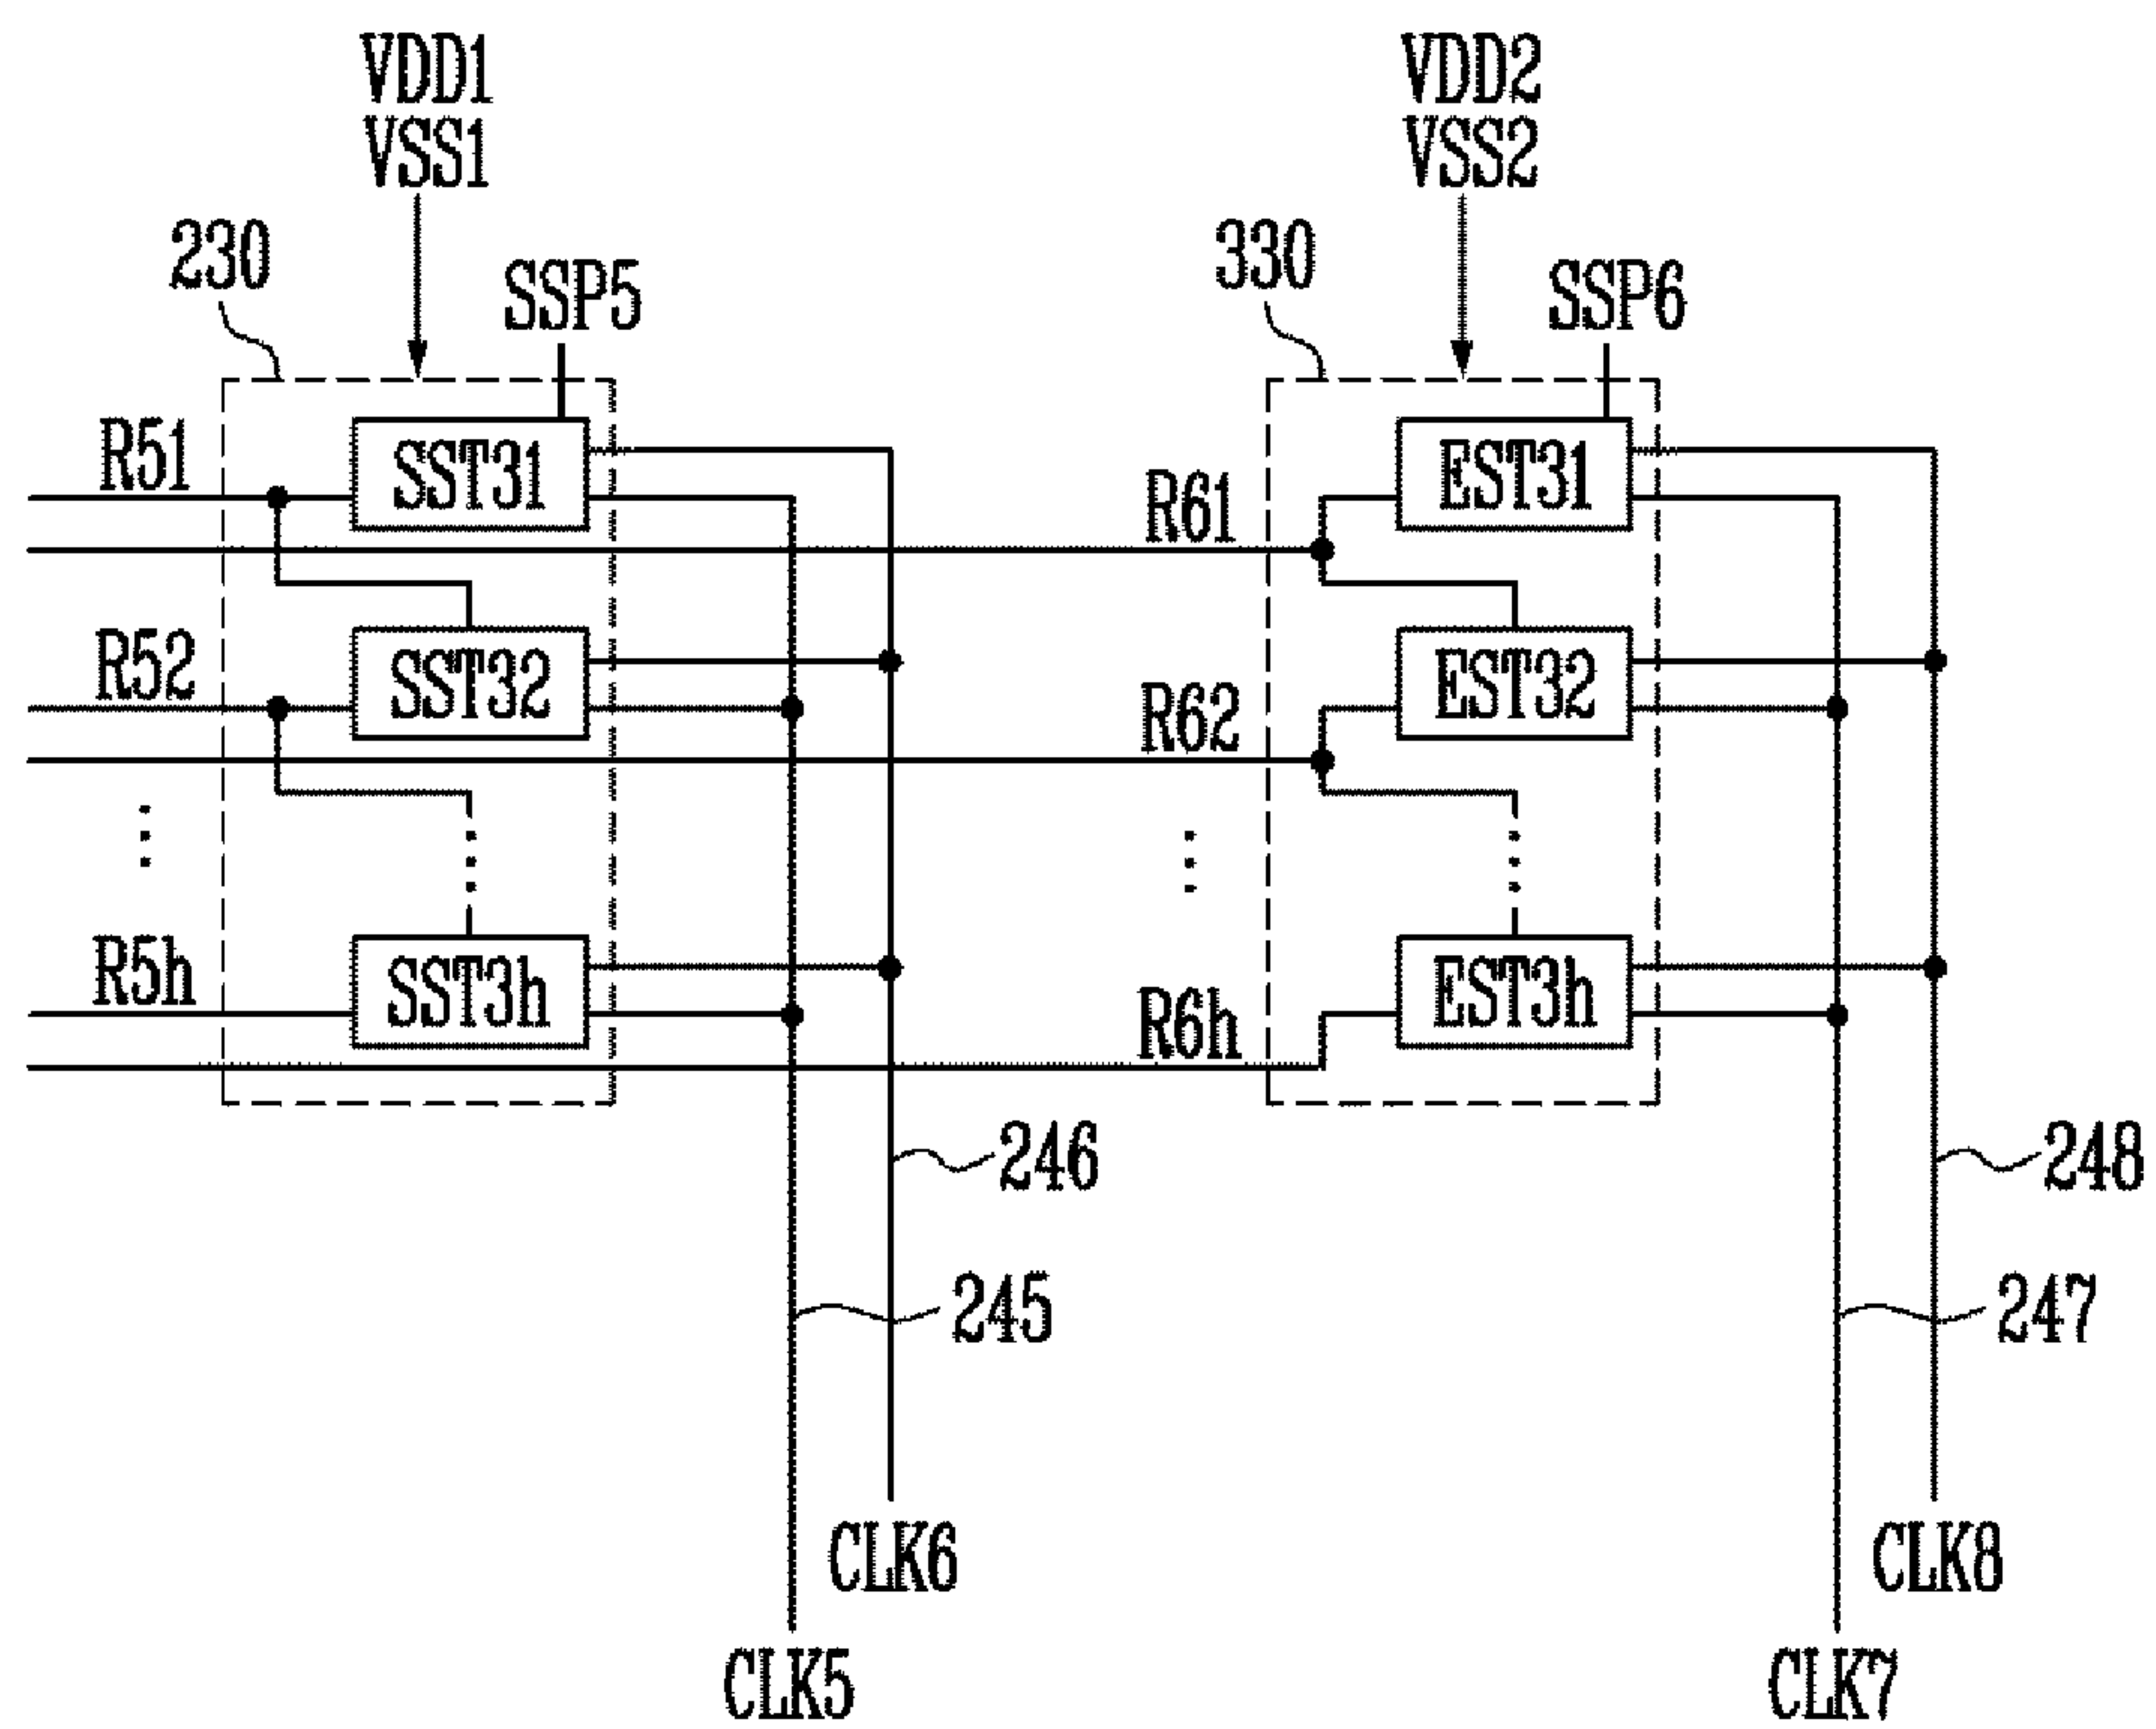 VDD1
VSS1
VDD2
VSS2
230
SSP5
330
SSP6
R51
SST31
R61
EST31
R52
SST32
R62
EST32
R5h
SST3h
R6h
EST3h
246
248
245
247
CLK6
CLK8
CLK5
CLK7